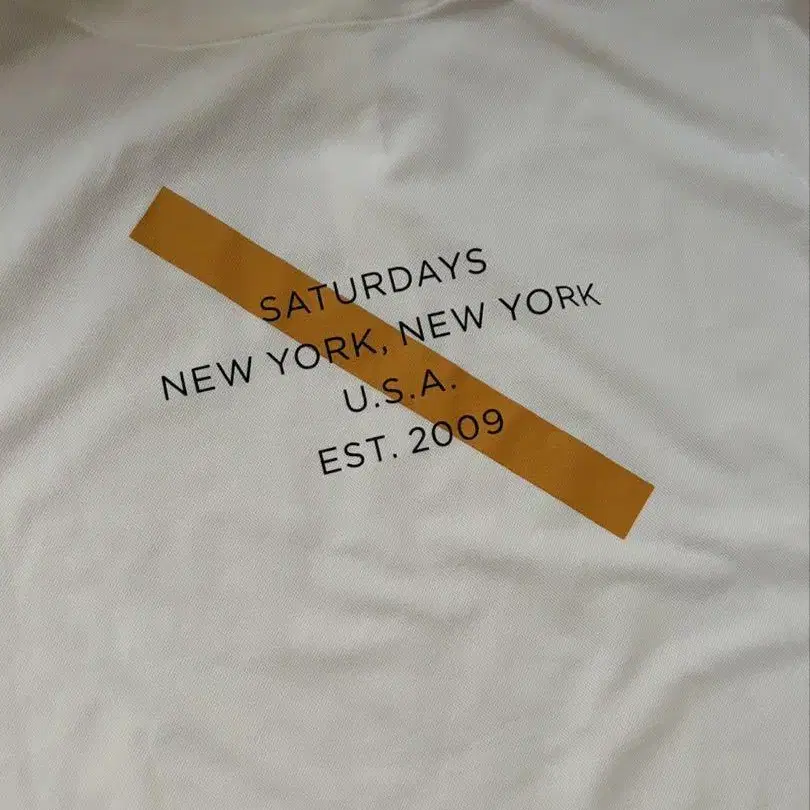 SATURDAYS
NEW YORK, NEW YORK
U.S.A.
EST. 2009